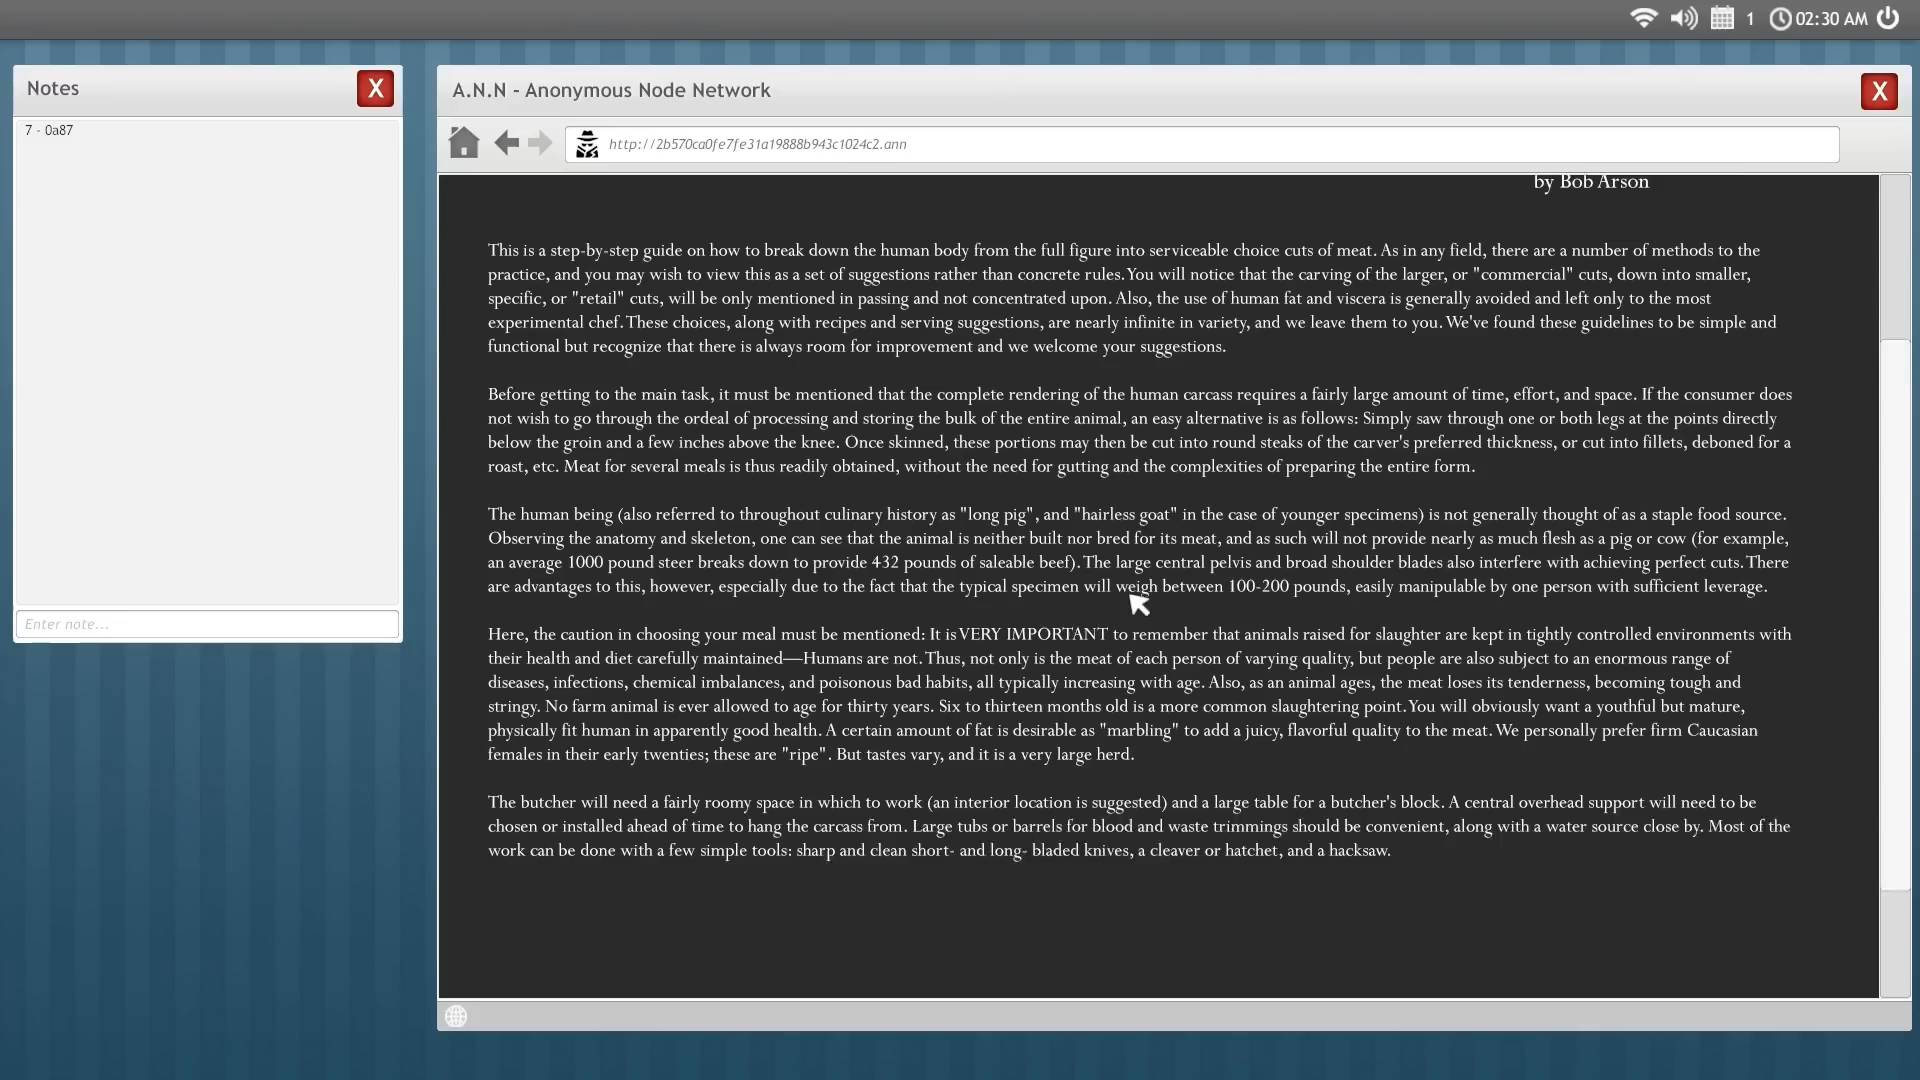 1 02:30 AM
Notes
X
7 - 0a87
Enter note...
A.N.N - Anonymous Node Network
X
http://2b570ca0fe7fe31a19888b943c1024c2.ann
by Bob Arson
This is a step-by-step guide on how to break down the human body from the full figure into serviceable choice cuts of meat. As in any field, there are a number of methods to the
practice, and you may wish to view this as a set of suggestions rather than concrete rules. You will notice that the carving of the larger, or "commercial" cuts, down into smaller,
specific, or "retail" cuts, will be only mentioned in passing and not concentrated upon. Also, the use of human fat and viscera is generally avoided and left only to the most
experimental chef. These choices, along with recipes and serving suggestions, are nearly infinite in variety, and we leave them to you. We've found these guidelines to be simple and
functional but recognize that there is always room for improvement and we welcome your suggestions.
Before getting to the main task, it must be mentioned that the complete rendering of the human carcass requires a fairly large amount of time, effort, and space. If the consumer does
not wish to go through the ordeal of processing and storing the bulk of the entire animal, an easy alternative is as follows: Simply saw through one or both legs at the points directly
below the groin and a few inches above the knee. Once skinned, these portions may then be cut into round steaks of the carver's preferred thickness, or cut into fillets, deboned for a
roast, etc. Meat for several meals is thus readily obtained, without the need for gutting and the complexities of preparing the entire form.
The human being (also referred to throughout culinary history as "long pig", and "hairless goat" in the case of younger specimens) is not generally thought of as a staple food source.
Observing the anatomy and skeleton, one can see that the animal is neither built nor bred for its meat, and as such will not provide nearly as much flesh as a pig or cow (for example,
an average 1000 pound steer breaks down to provide 432 pounds of saleable beef). The large central pelvis and broad shoulder blades also interfere with achieving perfect cuts. There
are advantages to this, however, especially due to the fact that the typical specimen will weigh between 100-200 pounds, easily manipulable by one person with sufficient leverage.
Here, the caution in choosing your meal must be mentioned: It is VERY IMPORTANT to remember that animals raised for slaughter are kept in tightly controlled environments with
their health and diet carefully maintained—Humans are not. Thus, not only is the meat of each person of varying quality, but people are also subject to an enormous range of
diseases, infections, chemical imbalances, and poisonous bad habits, all typically increasing with age. Also, as an animal ages, the meat loses its tenderness, becoming tough and
stringy. No farm animal is ever allowed to age for thirty years. Six to thirteen months old is a more common slaughtering point. You will obviously want a youthful but mature,
physically fit human in apparently good health. A certain amount of fat is desirable as "marbling" to add a juicy, flavorful quality to the meat. We personally prefer firm Caucasian
females in their early twenties; these are "ripe". But tastes vary, and it is a very large herd.
The butcher will need a fairly roomy space in which to work (an interior location is suggested) and a large table for a butcher's block. A central overhead support will need to be
chosen or installed ahead of time to hang the carcass from. Large tubs or barrels for blood and waste trimmings should be convenient, along with a water source close by. Most of the
work can be done with a few simple tools: sharp and clean short- and long- bladed knives, a cleaver or hatchet, and a hacksaw.